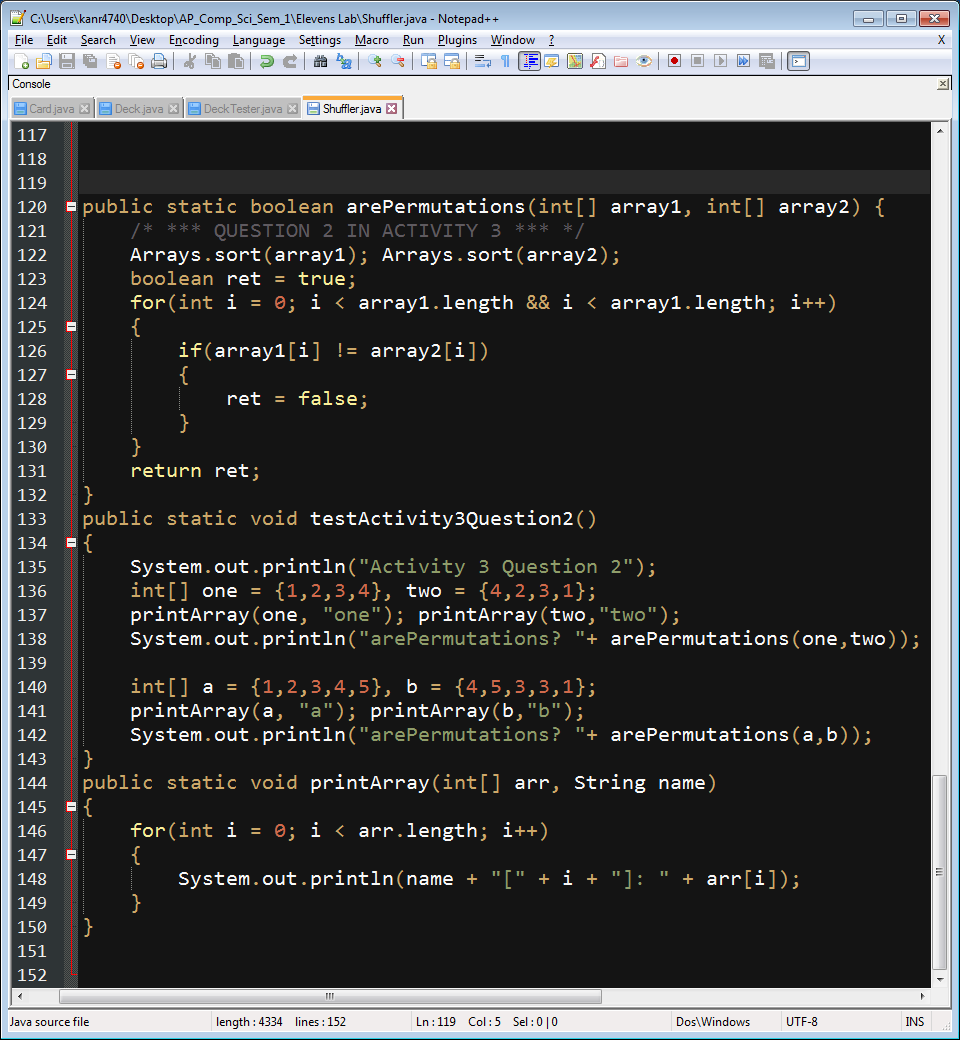 C:\Users\kanr4740\Desktop\AP_Comp_Sci_Sem_1\Elevens Lab\Shuffler.java - Notepad++
File Edit Search View Encoding Language Settings Macro Run Plugins Window ? X
Console
Card.java Deck.java DeckTester.java Shuffler.java
117
118
119
120 public static boolean arePermutations(int[] array1, int[] array2) {
121 /* *** QUESTION 2 IN ACTIVITY 3 *** */
122 Arrays.sort(array1); Arrays.sort(array2);
123 boolean ret = true;
124 for(int i = 0; i < array1.length && i < array1.length; i++)
125 {
126 if(array1[i] != array2[i])
127 {
128 ret = false;
129 }
130 }
131 return ret;
132 }
133 public static void testActivity3Question2()
134 {
135 System.out.println("Activity 3 Question 2");
136 int[] one = {1,2,3,4}, two = {4,2,3,1};
137 printArray(one, "one"); printArray(two,"two");
138 System.out.println("arePermutations? "+ arePermutations(one,two));
139
140 int[] a = {1,2,3,4,5}, b = {4,5,3,3,1};
141 printArray(a, "a"); printArray(b,"b");
142 System.out.println("arePermutations? "+ arePermutations(a,b));
143 }
144 public static void printArray(int[] arr, String name)
145 {
146 for(int i = 0; i < arr.length; i++)
147 {
148 System.out.println(name + "[" + i + "]: " + arr[i]);
149 }
150 }
151
152
Java source file length : 4334 lines : 152 Ln : 119 Col : 5 Sel : 0 | 0 Dos\Windows UTF-8 INS